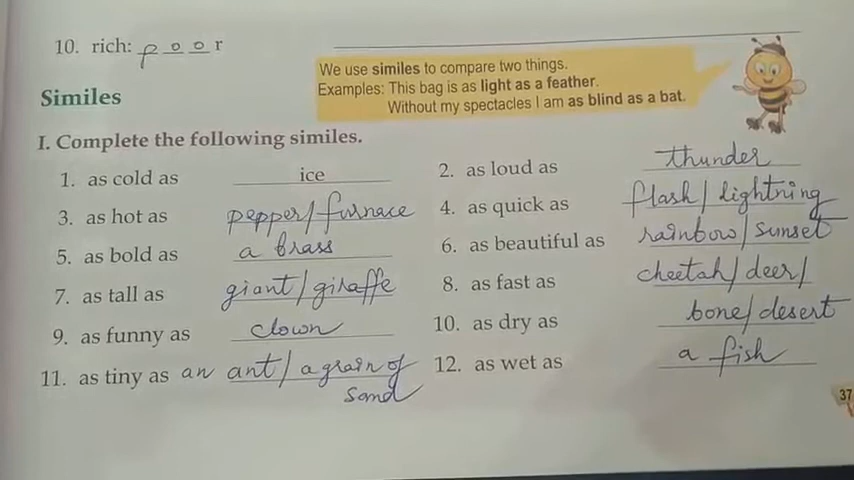 10. rich: p o o r
We use similes to compare two things.
Examples: This bag is as light as a feather.
Without my spectacles I am as blind as a bat.
Similes
I. Complete the following similes.
1. as cold as ice
2. as loud as thunder
3. as hot as pepper/furnace
4. as quick as flash/lightning
5. as bold as a brass
6. as beautiful as rainbow/sunset
7. as tall as giant/giraffe
8. as fast as cheetah/deer/
9. as funny as clown
10. as dry as bone/desert
11. as tiny as an ant/a grain of
sand
12. as wet as a fish
37